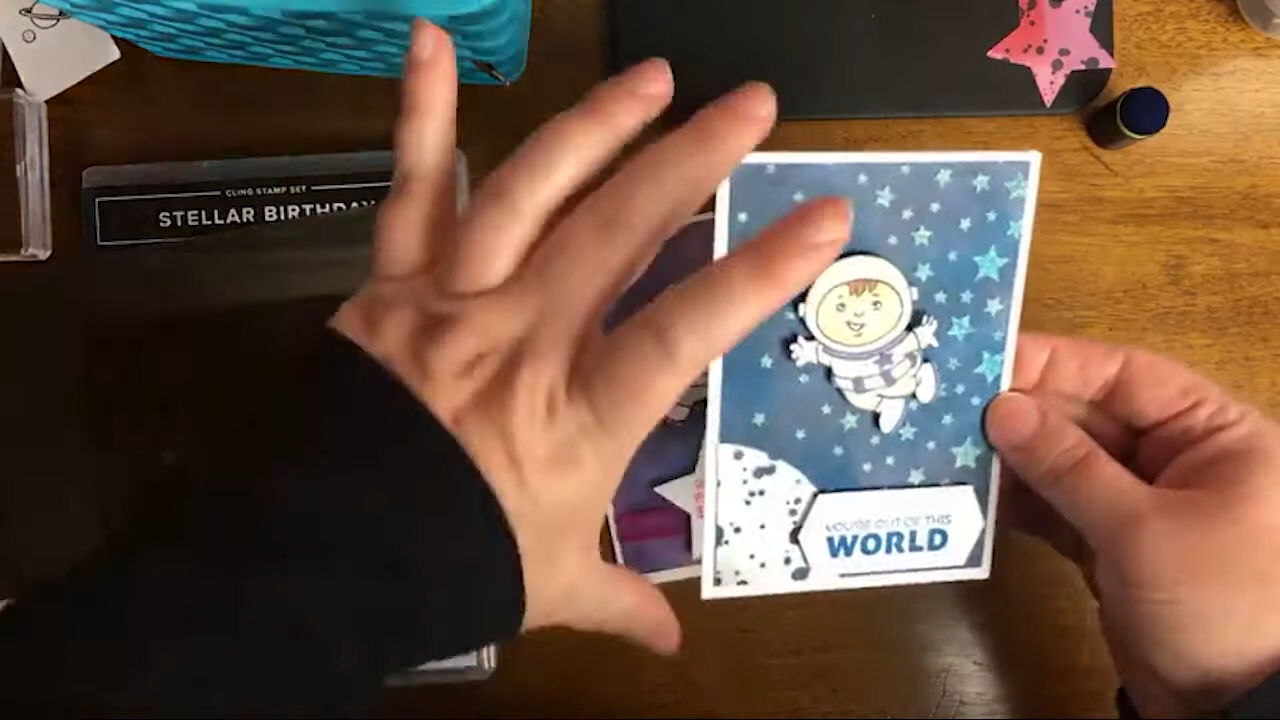 CLING STAMP SET
STELLAR BIRTHDAY
YOU'RE OUT OF THIS
WORLD